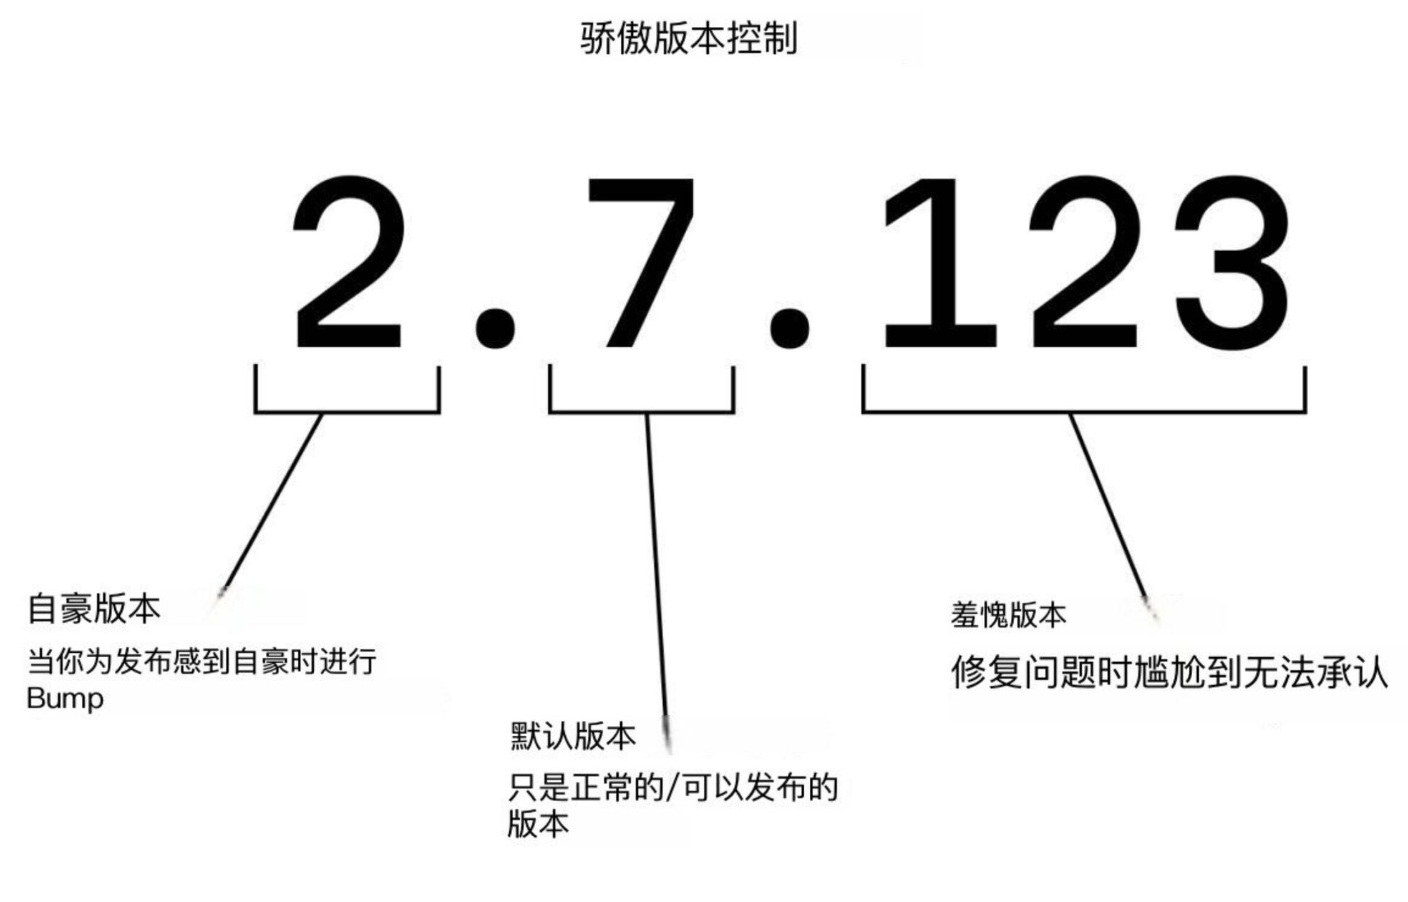 骄傲版本控制
2.7.123
自豪版本
当你为发布感到自豪时进行
Bump
默认版本
只是正常的/可以发布的
版本
羞愧版本
修复问题时尴尬到无法承认